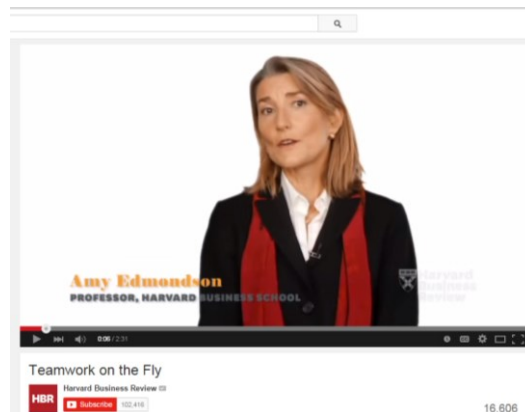 Amy Edmondson
PROFESSOR, HARVARD BUSINESS SCHOOL
Harvard
Business
Review
0:06 / 2:31
Teamwork on the Fly
HBR
Harvard Business Review
Subscribe 102,416
16,606